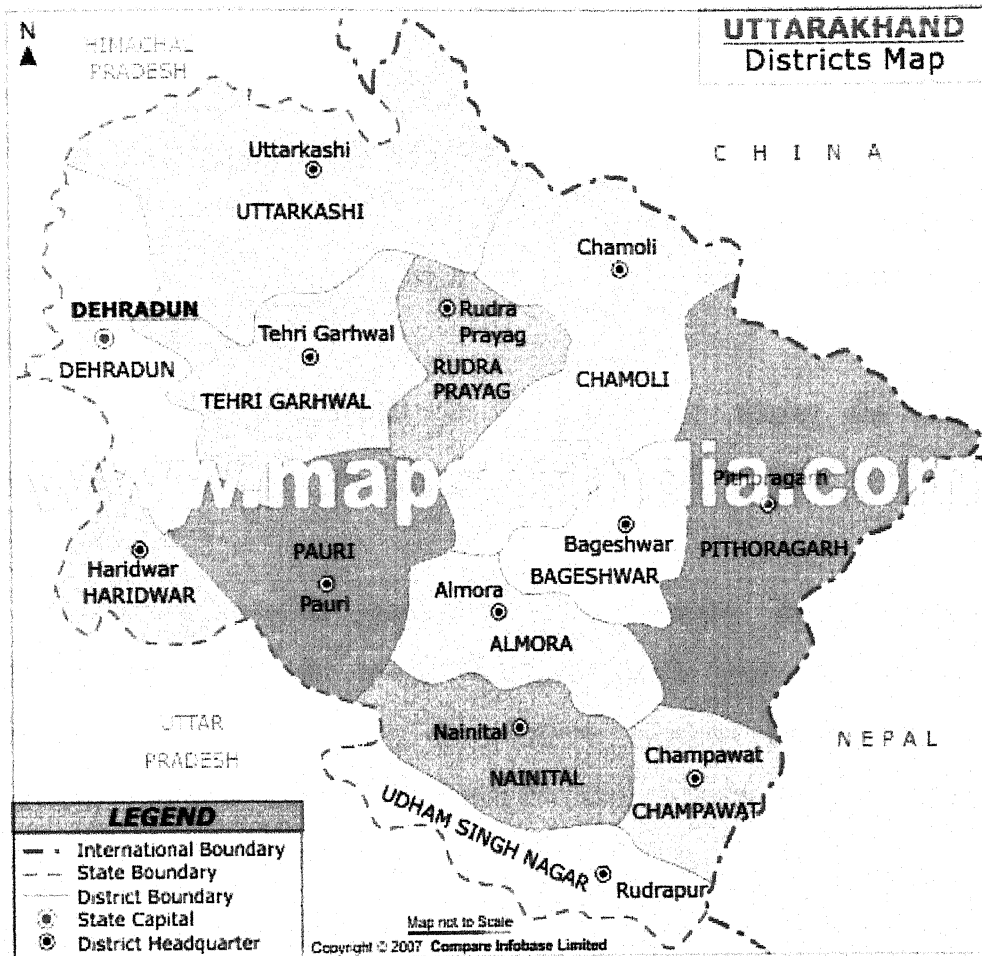 N
UTTARAKHAND
Districts Map
HIMACHAL
PRADESH
C H I N A
Uttarkashi
UTTARKASHI
Chamoli
DEHRADUN
DEHRADUN
Tehri Garhwal
TEHRI GARHWAL
Rudra
Prayag
RUDRA
PRAYAG
CHAMOLI
Pithoragarh
PITHORAGARH
Bageshwar
BAGESHWAR
PAURI
Pauri
Haridwar
HARIDWAR
Almora
ALMORA
UTTAR
PRADESH
Nainital
NAINITAL
Champawat
CHAMPAWAT
NEPAL
UDHAM SINGH NAGAR
Rudrapur
LEGEND
International Boundary
State Boundary
District Boundary
State Capital
District Headquarter
Map not to Scale
Copyright © 2007 Compare Infobase Limited